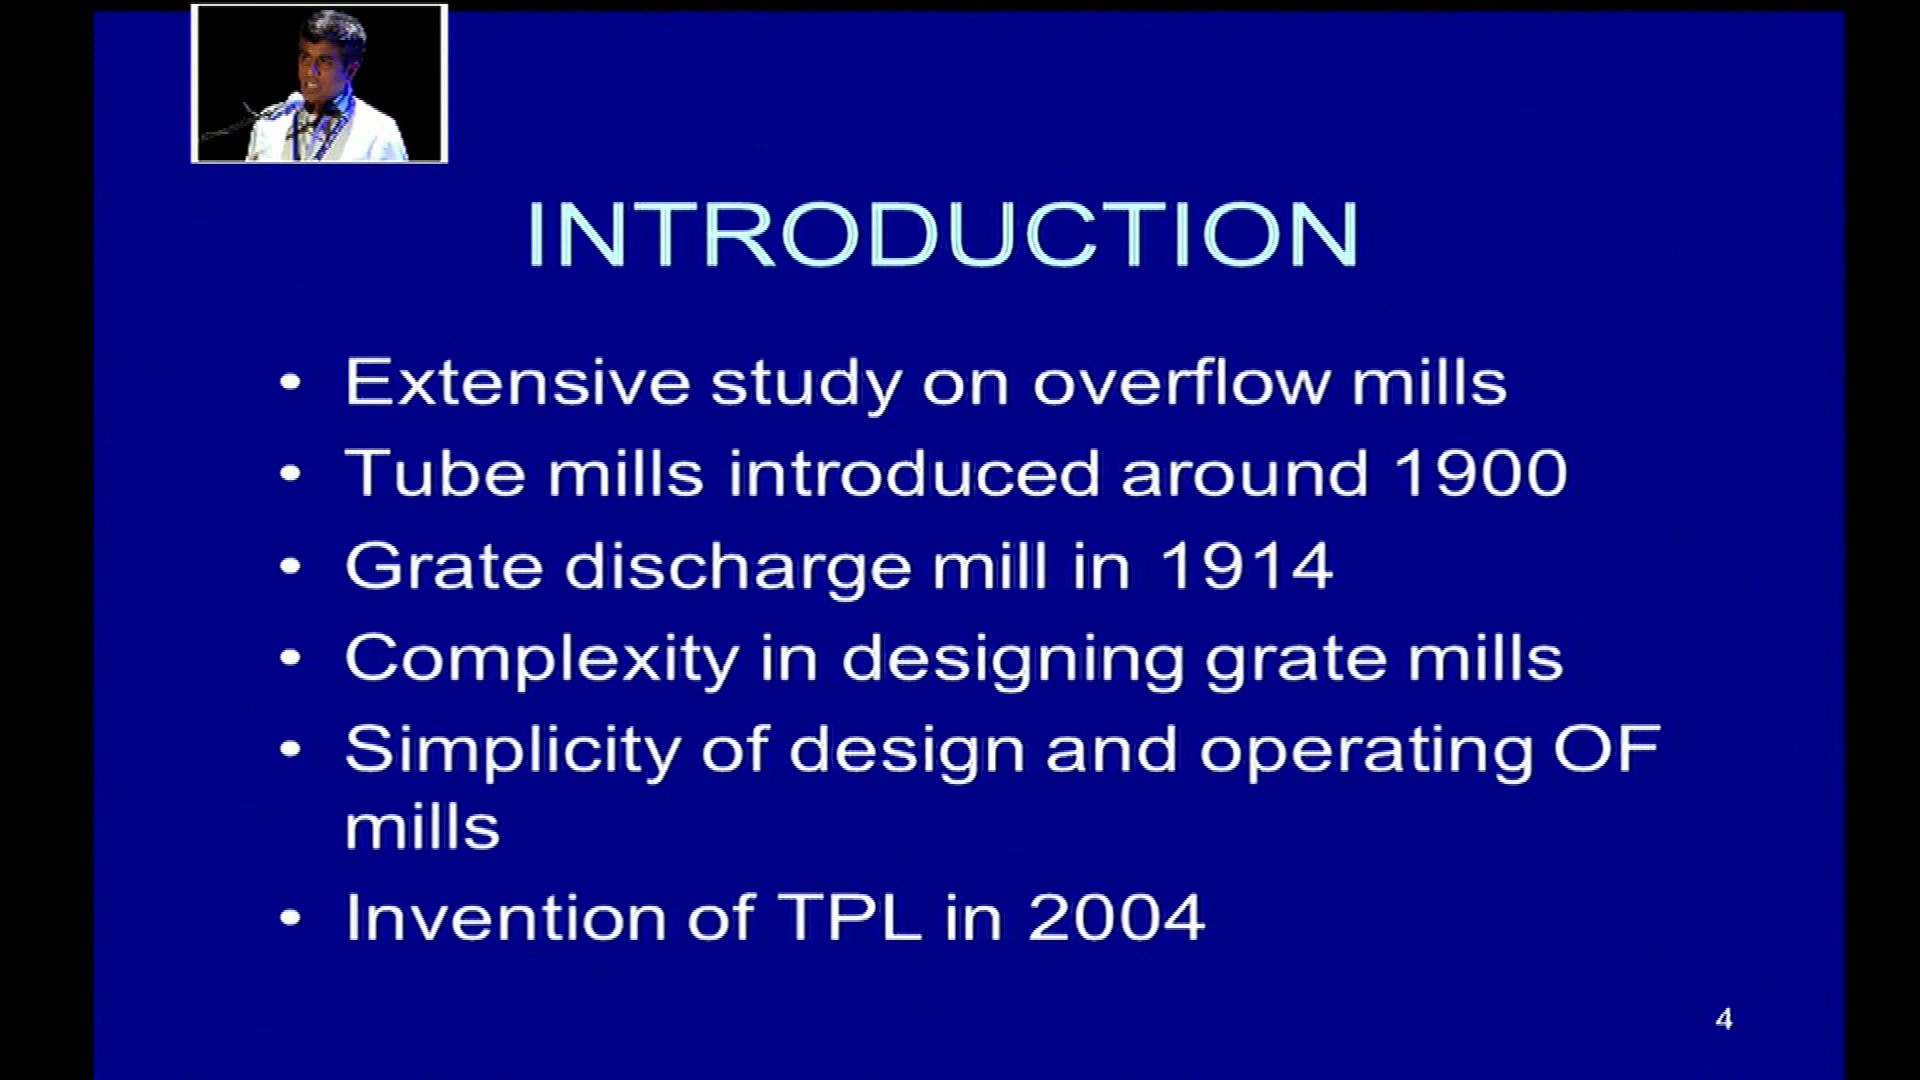 INTRODUCTION
• Extensive study on overflow mills
• Tube mills introduced around 1900
• Grate discharge mill in 1914
• Complexity in designing grate mills
• Simplicity of design and operating OF
mills
• Invention of TPL in 2004
4